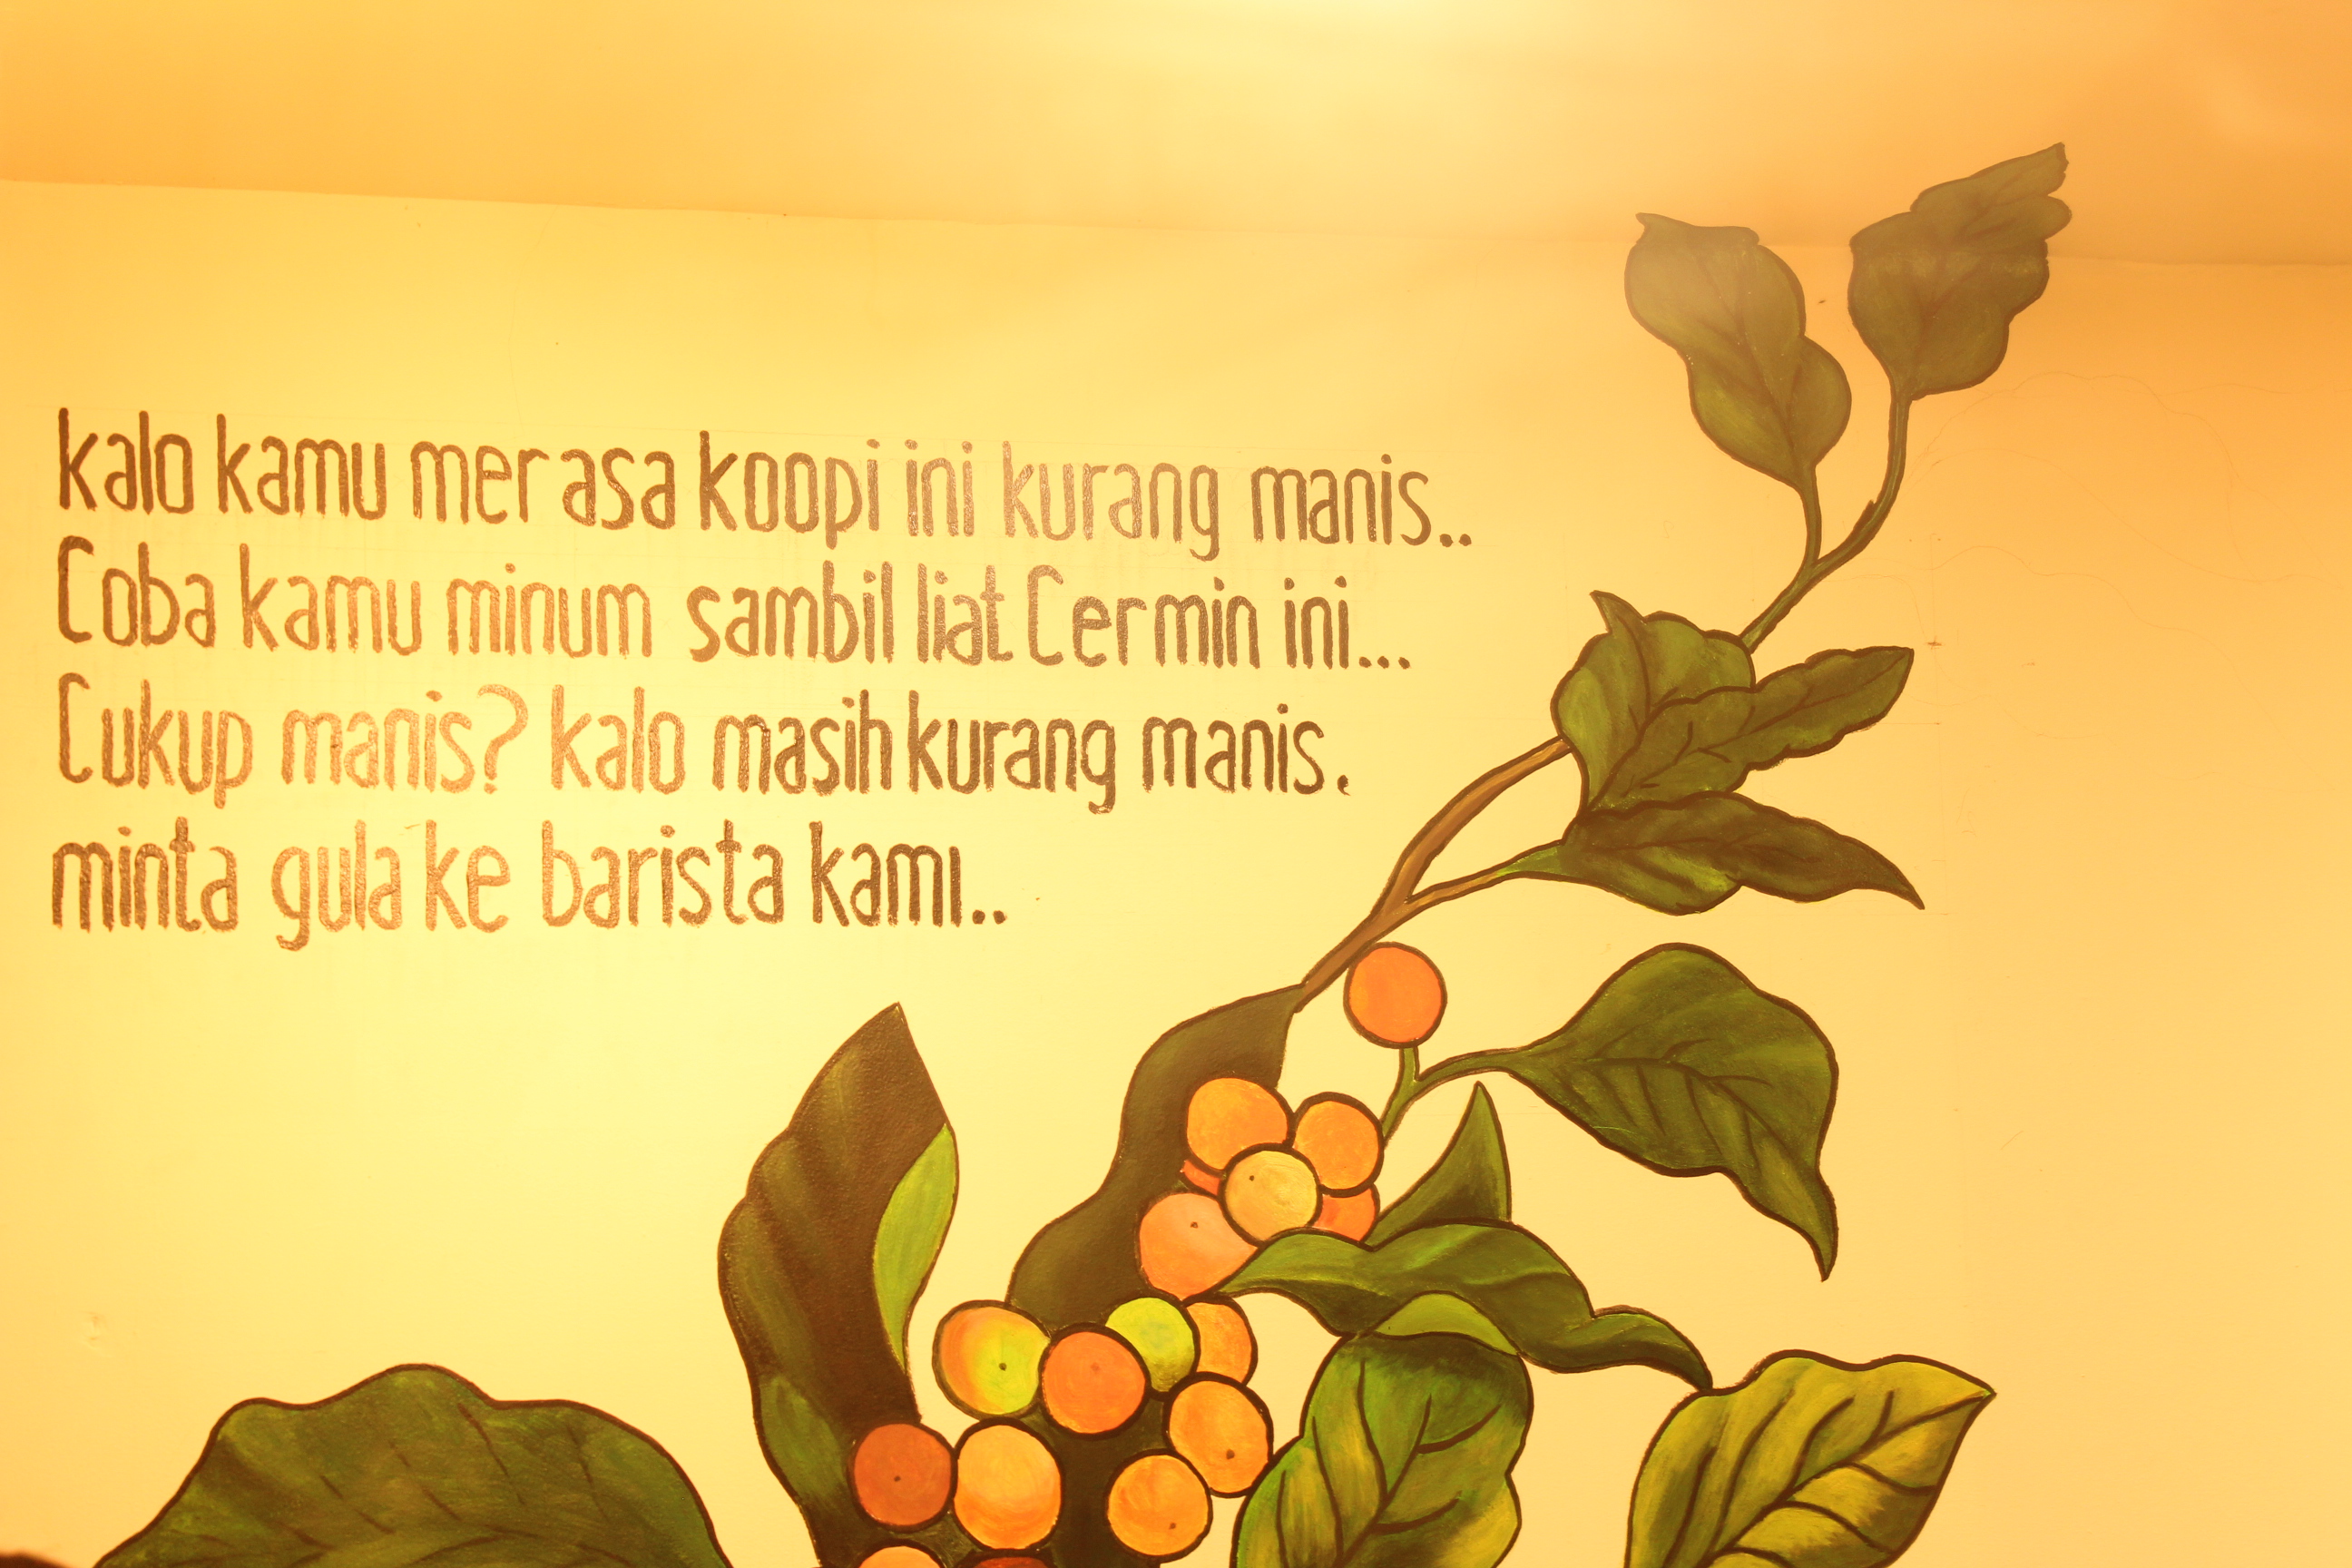 kalo kamu merasa koopi ini kurang manis..
Coba kamu minum sambil liat Cermin ini...
Cukup manis? kalo masih kurang manis.
minta gula ke barista kami..